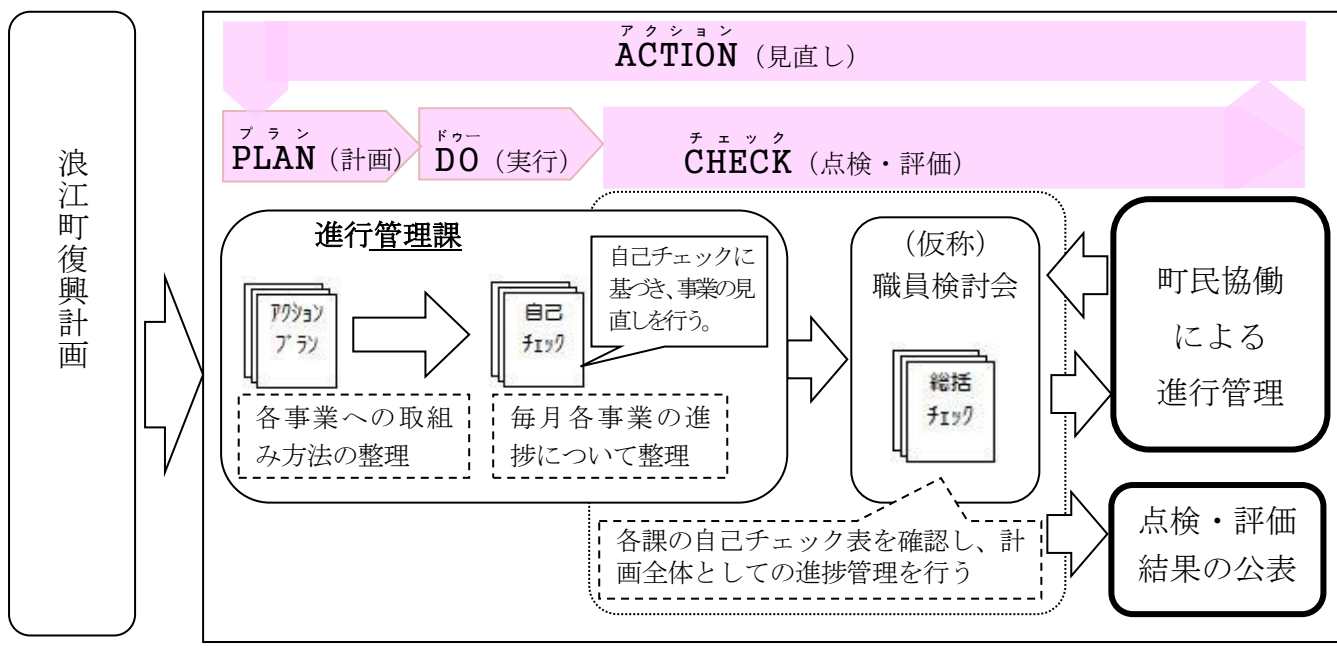 浪江町復興計画
アクション
ACTION（見直し）
プラン
PLAN（計画）
ドゥー
DO（実行）
チェック
CHECK（点検・評価）
進行管理課
アクション
プラン
各事業への取組
み方法の整理
自己
チェック
自己チェックに
基づき、事業の見
直しを行う。
毎月各事業の進
捗について整理
（仮称）
職員検討会
総括
チェック
各課の自己チェック表を確認し、計
画全体としての進捗管理を行う
町民協働
による
進行管理
点検・評価
結果の公表